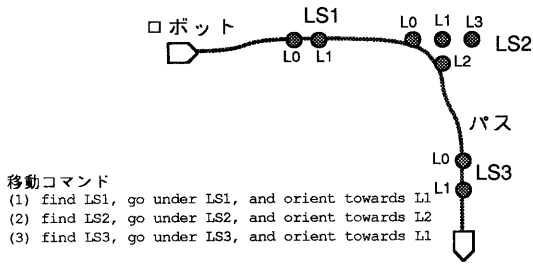 LS1
ロボット
L0 L1
L0 L1 L3
LS2
L2
パス
L0
LS3
L1
移動コマンド
(1) find LS1, go under LS1, and orient towards L1
(2) find LS2, go under LS2, and orient towards L2
(3) find LS3, go under LS3, and orient towards L1